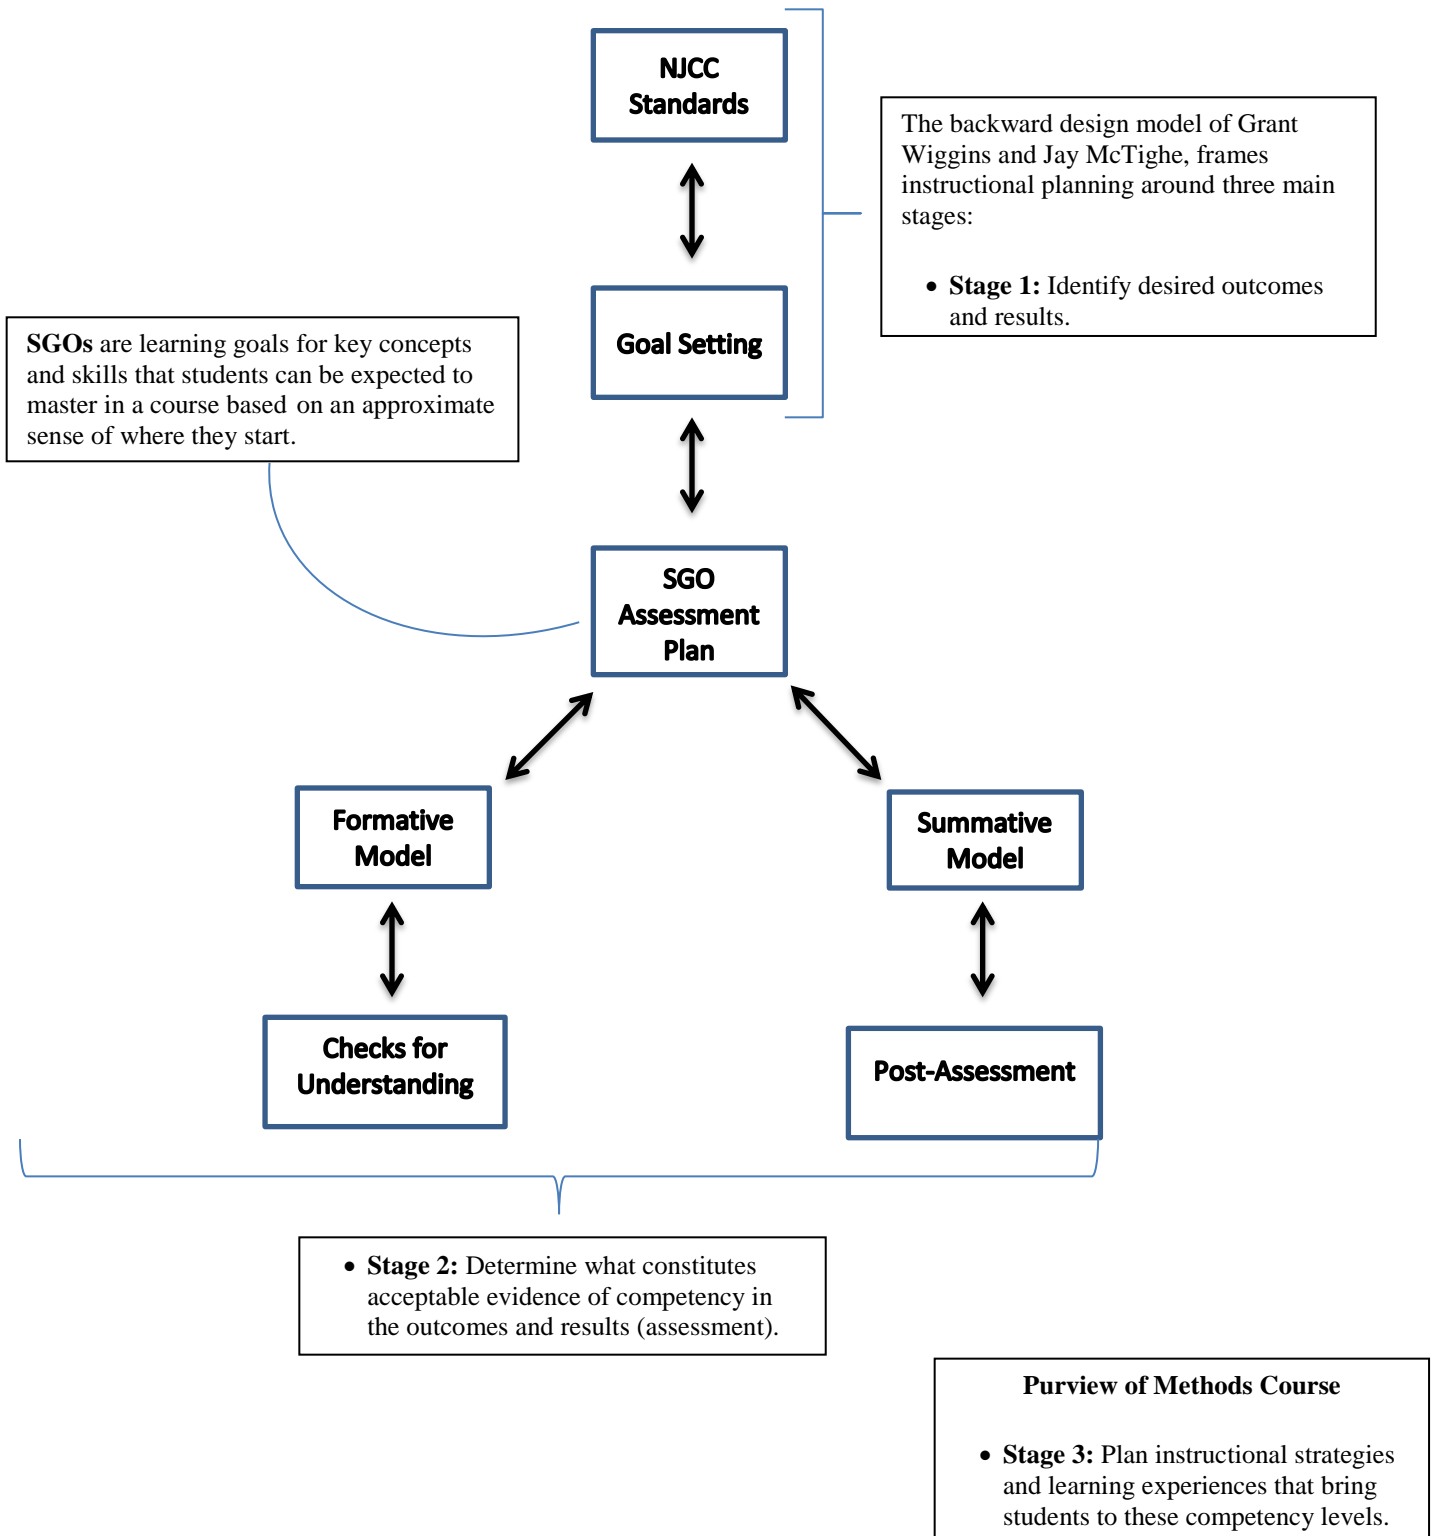 NJCC
Standards
The backward design model of Grant
Wiggins and Jay McTighe, frames
instructional planning around three main
stages:
• Stage 1: Identify desired outcomes
and results.
Goal Setting
SGOs are learning goals for key concepts
and skills that students can be expected to
master in a course based on an approximate
sense of where they start.
SGO
Assessment
Plan
Formative
Model
Summative
Model
Checks for
Understanding
Post-Assessment
• Stage 2: Determine what constitutes
acceptable evidence of competency in
the outcomes and results (assessment).
Purview of Methods Course
• Stage 3: Plan instructional strategies
and learning experiences that bring
students to these competency levels.